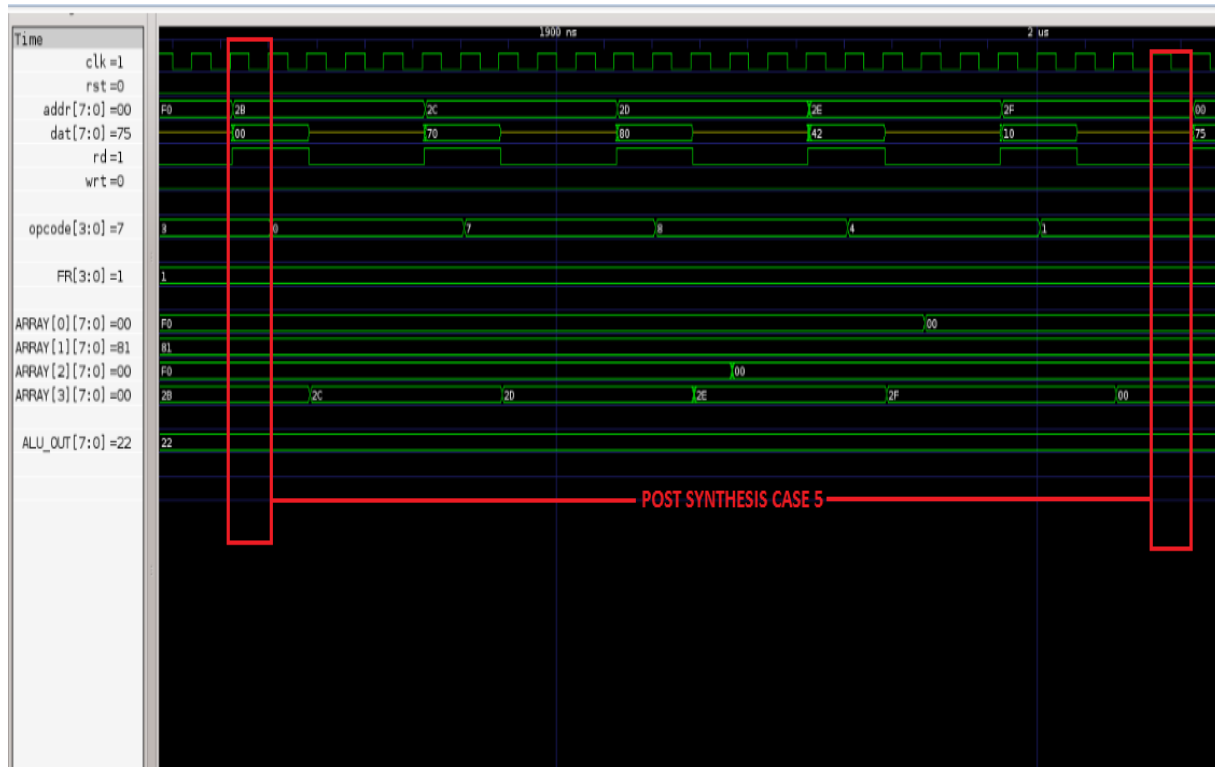 Time
1900 ns 2 us
clk=1
rst=0
addr[7:0]=00 F0 2B 2C 2D 2E 2F 00
dat[7:0]=75 00 70 80 42 10 75
rd=1
wrt=0
opcode[3:0]=7 3 0 7 8 4 1
FR[3:0]=1 1
ARRAY[0][7:0]=00 F0 00
ARRAY[1][7:0]=81 81
ARRAY[2][7:0]=00 F0 00
ARRAY[3][7:0]=00 2B 2C 2D 2E 2F 00
ALU_OUT[7:0]=22 22
POST SYNTHESIS CASE 5